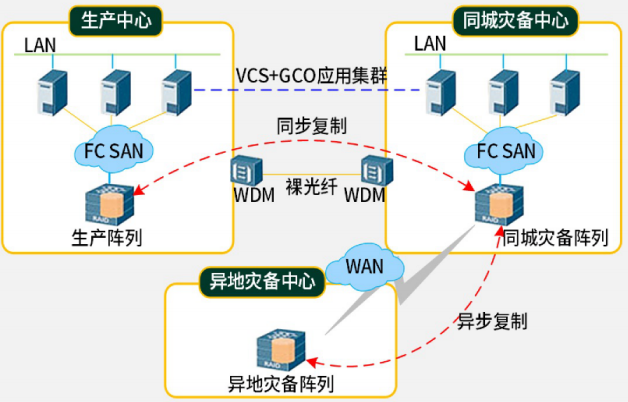 生产中心
同城灾备中心
LAN
LAN
VCS+GCO应用集群
同步复制
FC SAN
FC SAN
WDM
裸光纤
WDM
RAID
RAID
生产阵列
同城灾备阵列
WAN
异地灾备中心
异步复制
RAID
异地灾备阵列